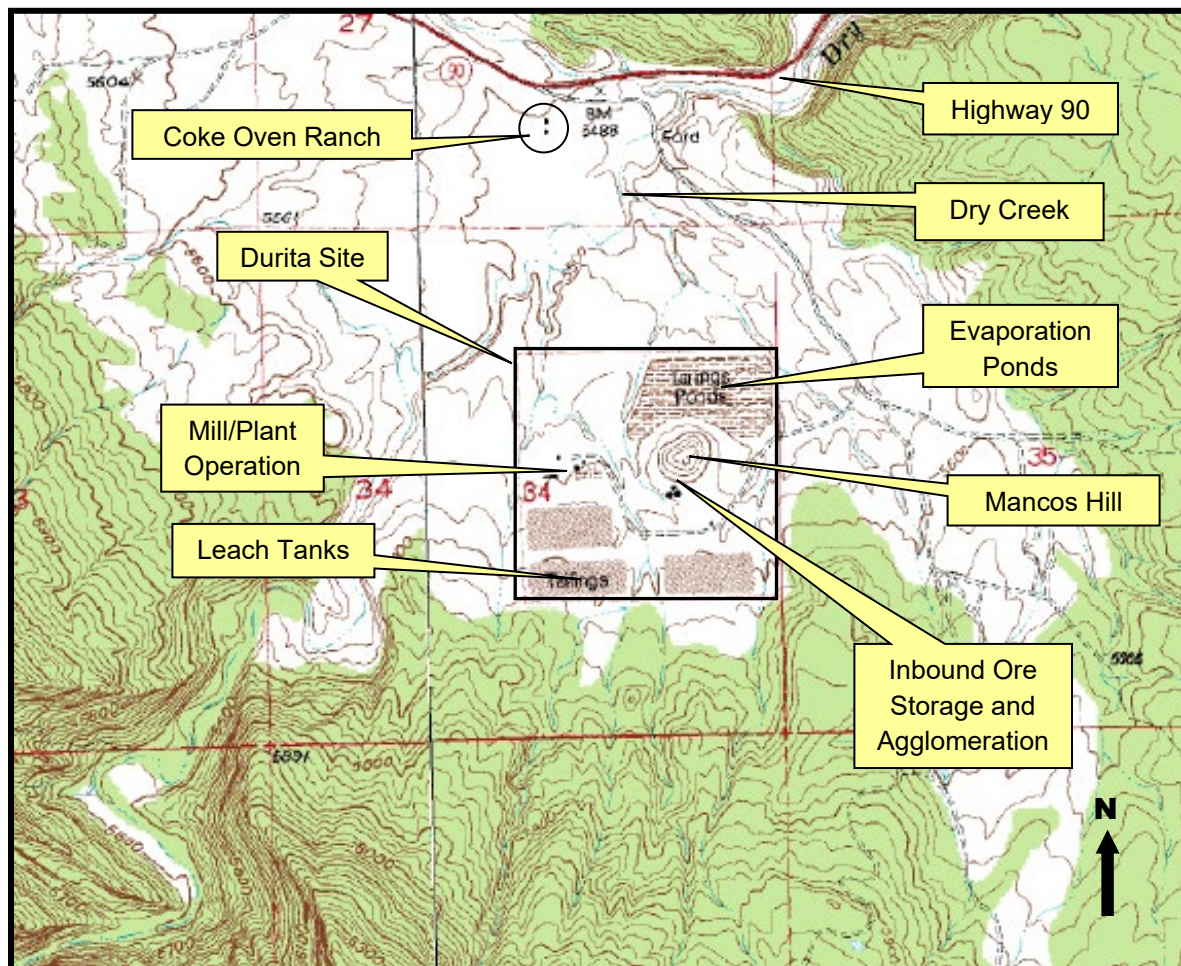 27
Dry
5604
90
Highway 90
Coke Oven Ranch
BM
5488
Ford
Dry Creek
5561
Durita Site
5600
Evaporation
Ponds
Tailings
Ponds
Mill/Plant
Operation
35
34
34
Mancos Hill
Leach Tanks
Tailings
Inbound Ore
Storage and
Agglomeration
5891
N